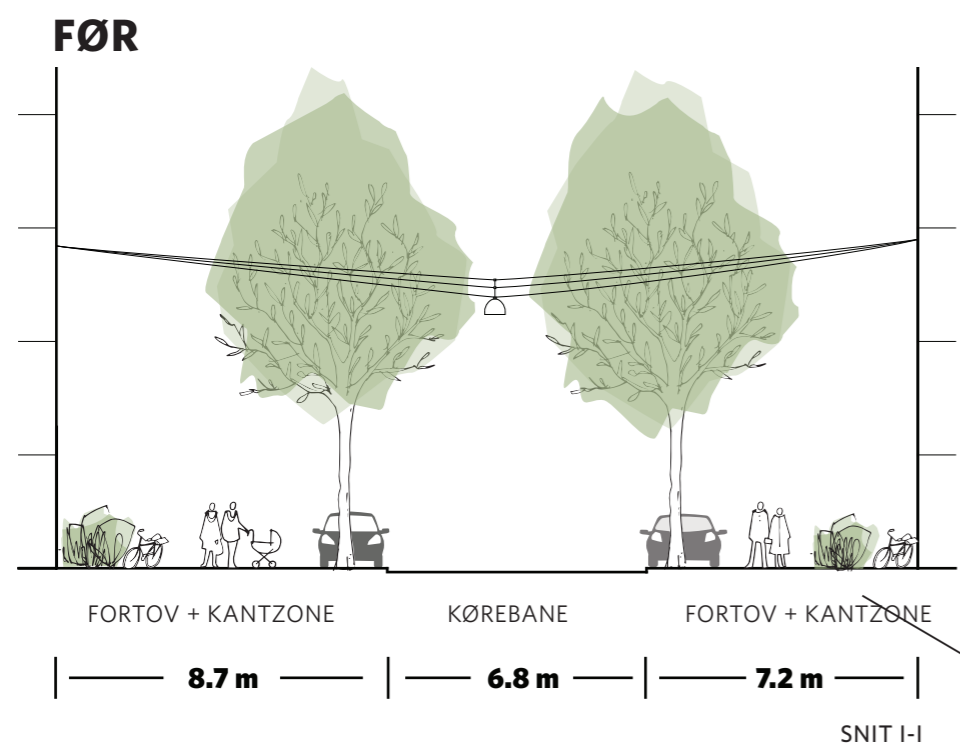 FØR
FORTOV + KANTZONE KØREBANE FORTOV + KANTZONE
8.7 m 6.8 m 7.2 m
SNIT I-I